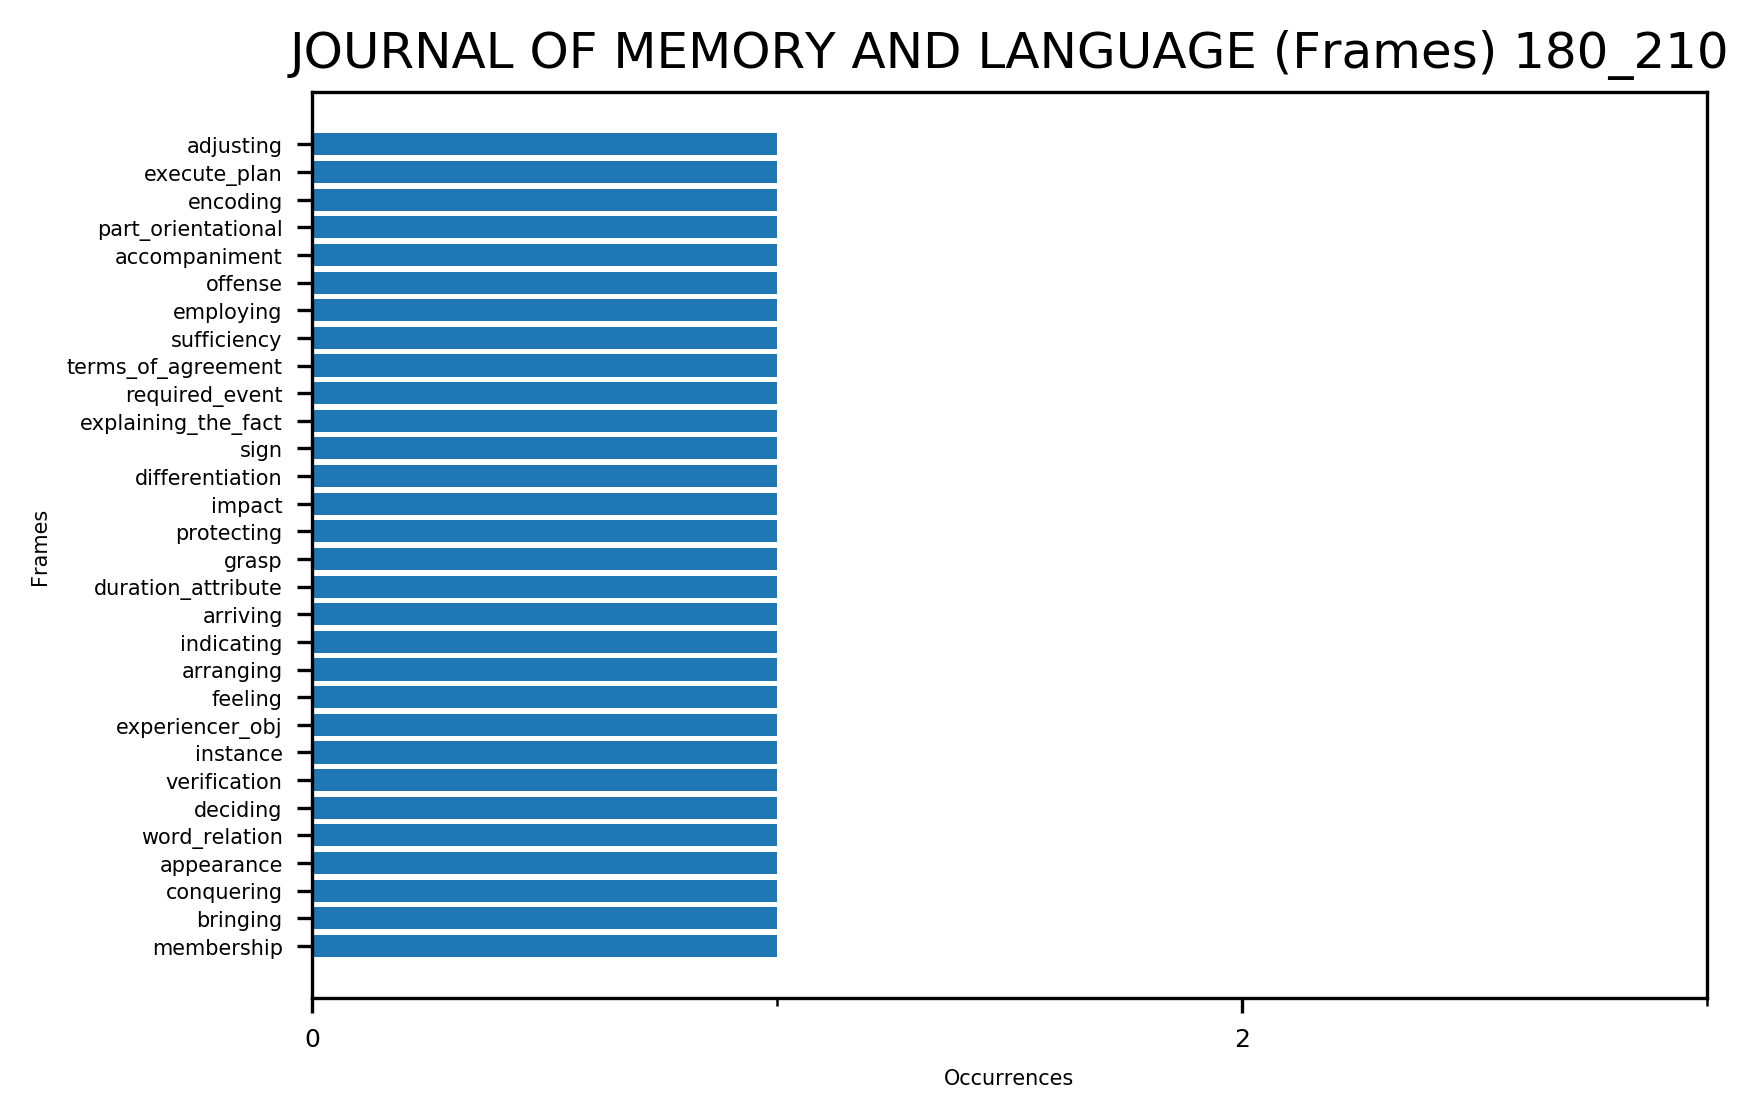 JOURNAL OF MEMORY AND LANGUAGE (Frames) 180_210
adjusting
execute_plan
encoding
part_orientational
accompaniment
offense
employing
sufficiency
terms_of_agreement
required_event
explaining_the_fact
sign
differentiation
impact
protecting
grasp
duration_attribute
arriving
indicating
arranging
feeling
experiencer_obj
instance
verification
deciding
word_relation
appearance
conquering
bringing
membership
Frames
0 2
Occurrences